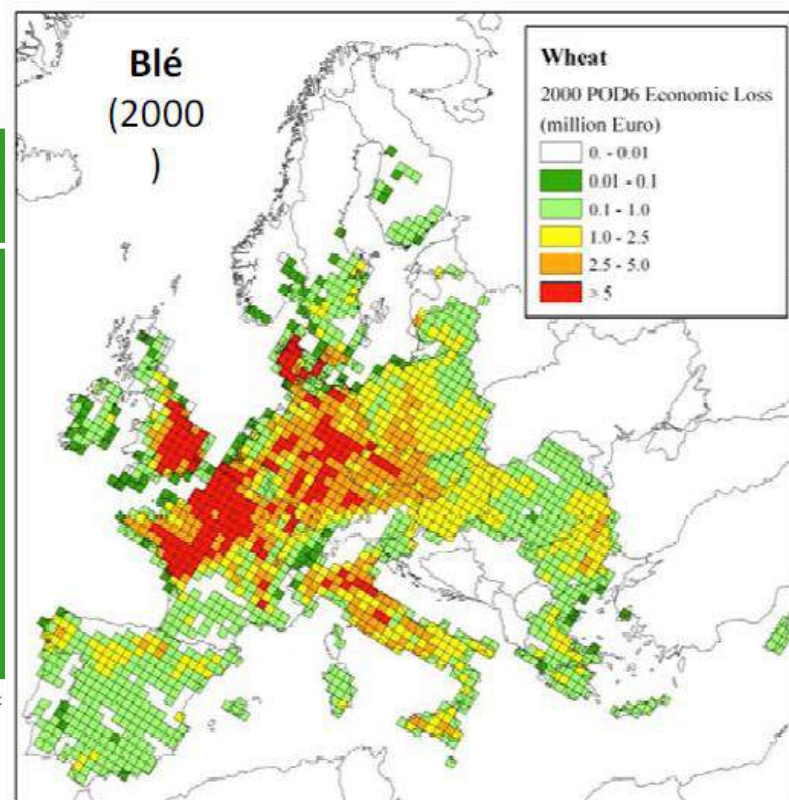 Blé
(2000
)
Wheat
2000 POD6 Economic Loss
(million Euro)
0. - 0.01
0.01 - 0.1
0.1 - 1.0
1.0 - 2.5
2.5 - 5.0
> 5